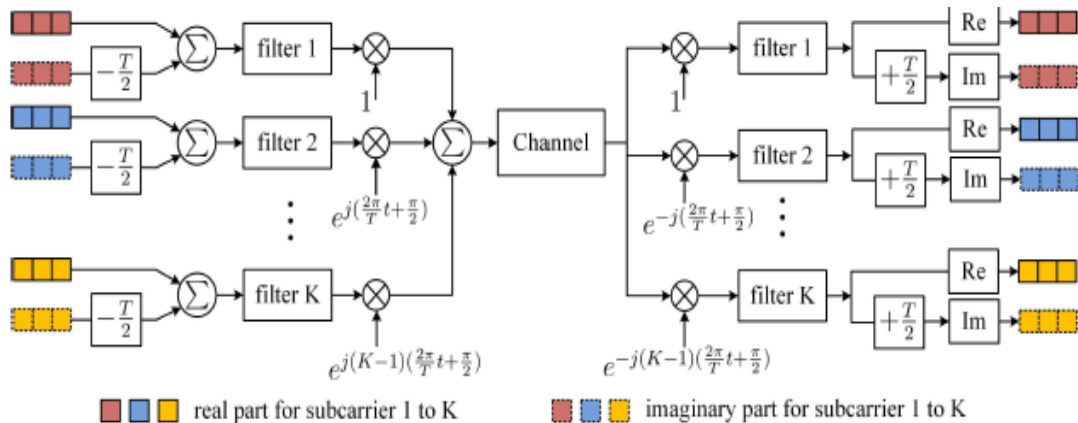 filter 1
Re
filter 1
− T/2
Σ
1
1
+ T/2
Im
filter 2
Σ
Channel
filter 2
Re
− T/2
Σ
e^{j(2π/T t+π/2)}
e^{−j(2π/T t+π/2)}
+ T/2
Im
filter K
filter K
Re
− T/2
Σ
e^{j(K−1)(2π/T t+π/2)}
e^{−j(K−1)(2π/T t+π/2)}
+ T/2
Im
real part for subcarrier 1 to K
imaginary part for subcarrier 1 to K